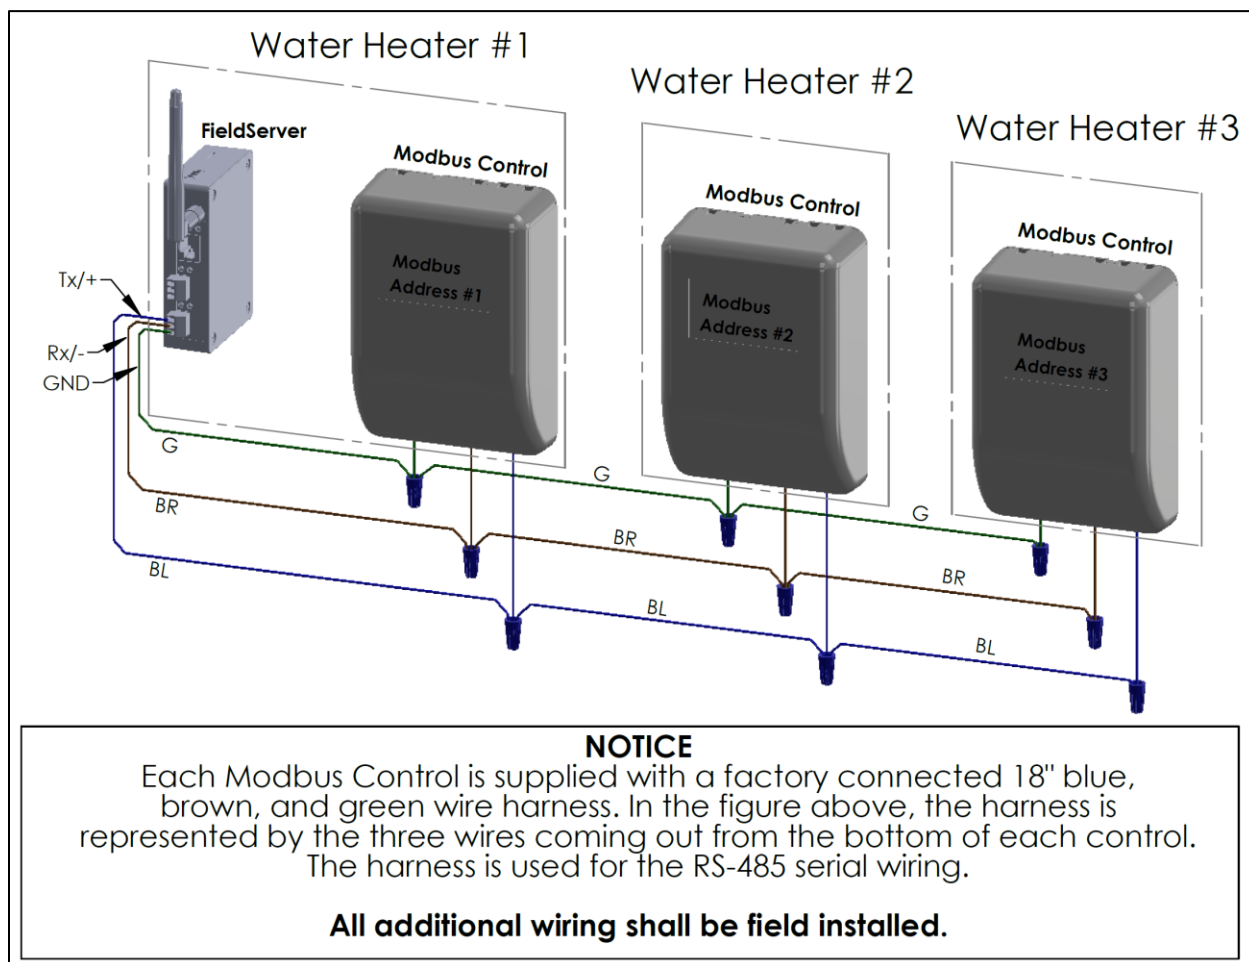 Water Heater #1
Water Heater #2
Water Heater #3
FieldServer
Modbus Control
Modbus Control
Modbus Control
Modbus
Address #1
Modbus
Address #2
Modbus
Address #3
Tx/+
Rx/-
GND
G
G
G
BR
BR
BR
BL
BL
BL
NOTICE
Each Modbus Control is supplied with a factory connected 18" blue,
brown, and green wire harness. In the figure above, the harness is
represented by the three wires coming out from the bottom of each control.
The harness is used for the RS-485 serial wiring.
All additional wiring shall be field installed.